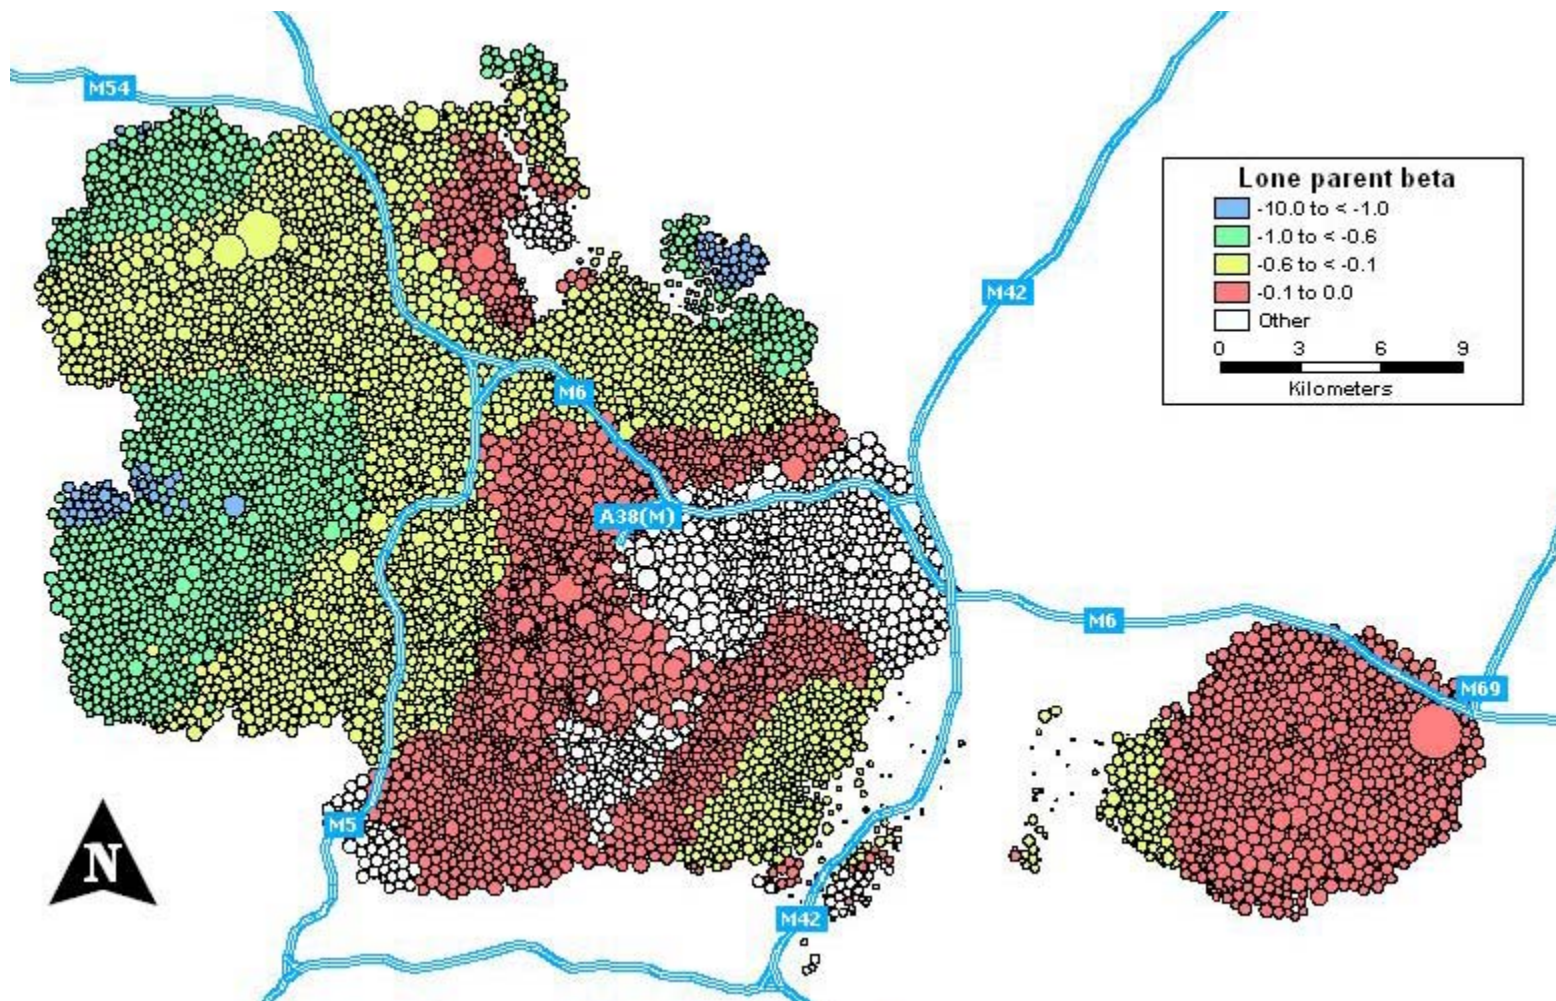 M54
Lone parent beta
-10.0 to < -1.0
-1.0 to < -0.6
-0.6 to < -0.1
-0.1 to 0.0
Other
0 3 6 9
Kilometers
M42
M6
A38(M)
M6
M69
M5
N
M42